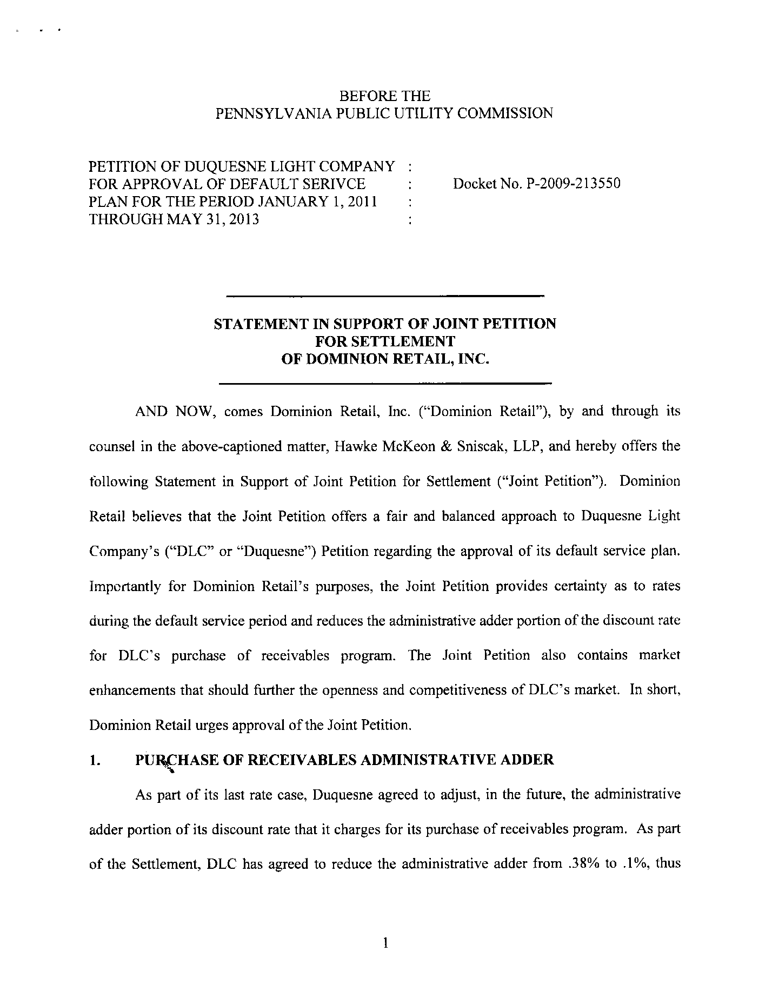 BEFORE THE
PENNSYLVANIA PUBLIC UTILITY COMMISSION
PETITION OF DUQUESNE LIGHT COMPANY :
FOR APPROVAL OF DEFAULT SERIVCE : Docket No. P-2009-213550
PLAN FOR THE PERIOD JANUARY 1, 2011 :
THROUGH MAY 31, 2013 :
STATEMENT IN SUPPORT OF JOINT PETITION
FOR SETTLEMENT
OF DOMINION RETAIL, INC.
AND NOW, comes Dominion Retail, Inc. (“Dominion Retail”), by and through its
counsel in the above-captioned matter, Hawke McKeon & Sniscak, LLP, and hereby offers the
following Statement in Support of Joint Petition for Settlement (“Joint Petition”). Dominion
Retail believes that the Joint Petition offers a fair and balanced approach to Duquesne Light
Company’s (“DLC” or “Duquesne”) Petition regarding the approval of its default service plan.
Importantly for Dominion Retail’s purposes, the Joint Petition provides certainty as to rates
during the default service period and reduces the administrative adder portion of the discount rate
for DLC’s purchase of receivables program. The Joint Petition also contains market
enhancements that should further the openness and competitiveness of DLC’s market. In short,
Dominion Retail urges approval of the Joint Petition.
1. PURCHASE OF RECEIVABLES ADMINISTRATIVE ADDER
As part of its last rate case, Duquesne agreed to adjust, in the future, the administrative
adder portion of its discount rate that it charges for its purchase of receivables program. As part
of the Settlement, DLC has agreed to reduce the administrative adder from .38% to .1%, thus
1